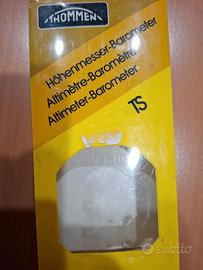 THOMMEN
Höhenmesser-Barometer
Altimètre-Baromètre
Altimeter-Barometer
TS
subito